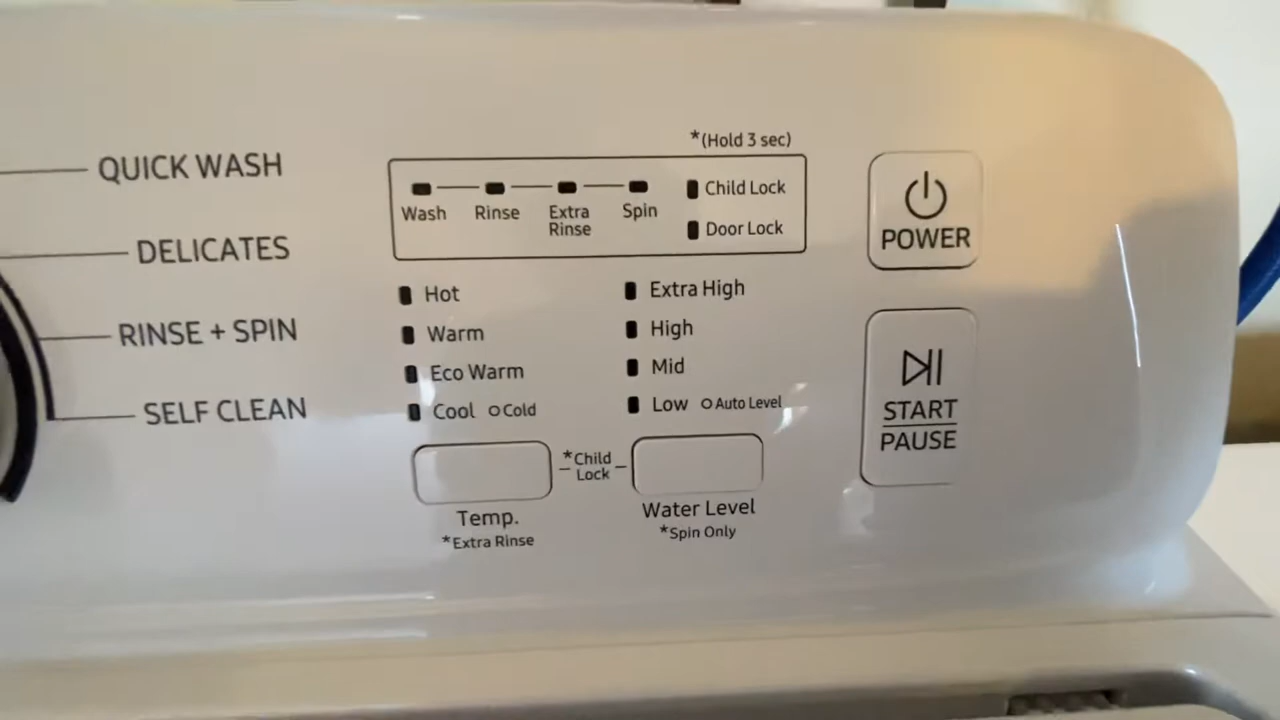 QUICK WASH
DELICATES
RINSE + SPIN
SELF CLEAN
*(Hold 3 sec)
Wash
Rinse
Extra
Rinse
Spin
Child Lock
Door Lock
Hot
Warm
Eco Warm
Cool Cold
Extra High
High
Mid
Low Auto Level
*Child
Lock
Temp.
*Extra Rinse
Water Level
*Spin Only
POWER
START
PAUSE